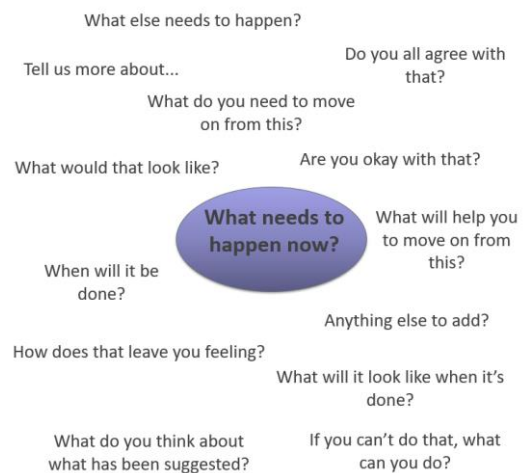 What else needs to happen?
Do you all agree with
that?
Tell us more about...
What do you need to move
on from this?
Are you okay with that?
What would that look like?
What needs to
happen now?
What will help you
to move on from
this?
When will it be
done?
Anything else to add?
How does that leave you feeling?
What will it look like when it's
done?
What do you think about
what has been suggested?
If you can't do that, what
can you do?